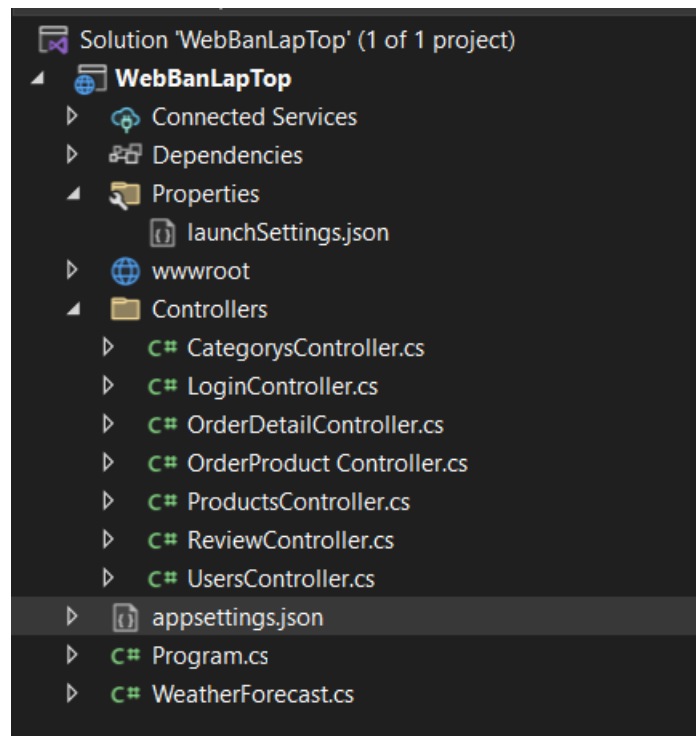 Solution 'WebBanLapTop' (1 of 1 project)
WebBanLapTop
Connected Services
Dependencies
Properties
launchSettings.json
wwwroot
Controllers
C# CategorysController.cs
C# LoginController.cs
C# OrderDetailController.cs
C# OrderProduct Controller.cs
C# ProductsController.cs
C# ReviewController.cs
C# UsersController.cs
appsettings.json
C# Program.cs
C# WeatherForecast.cs